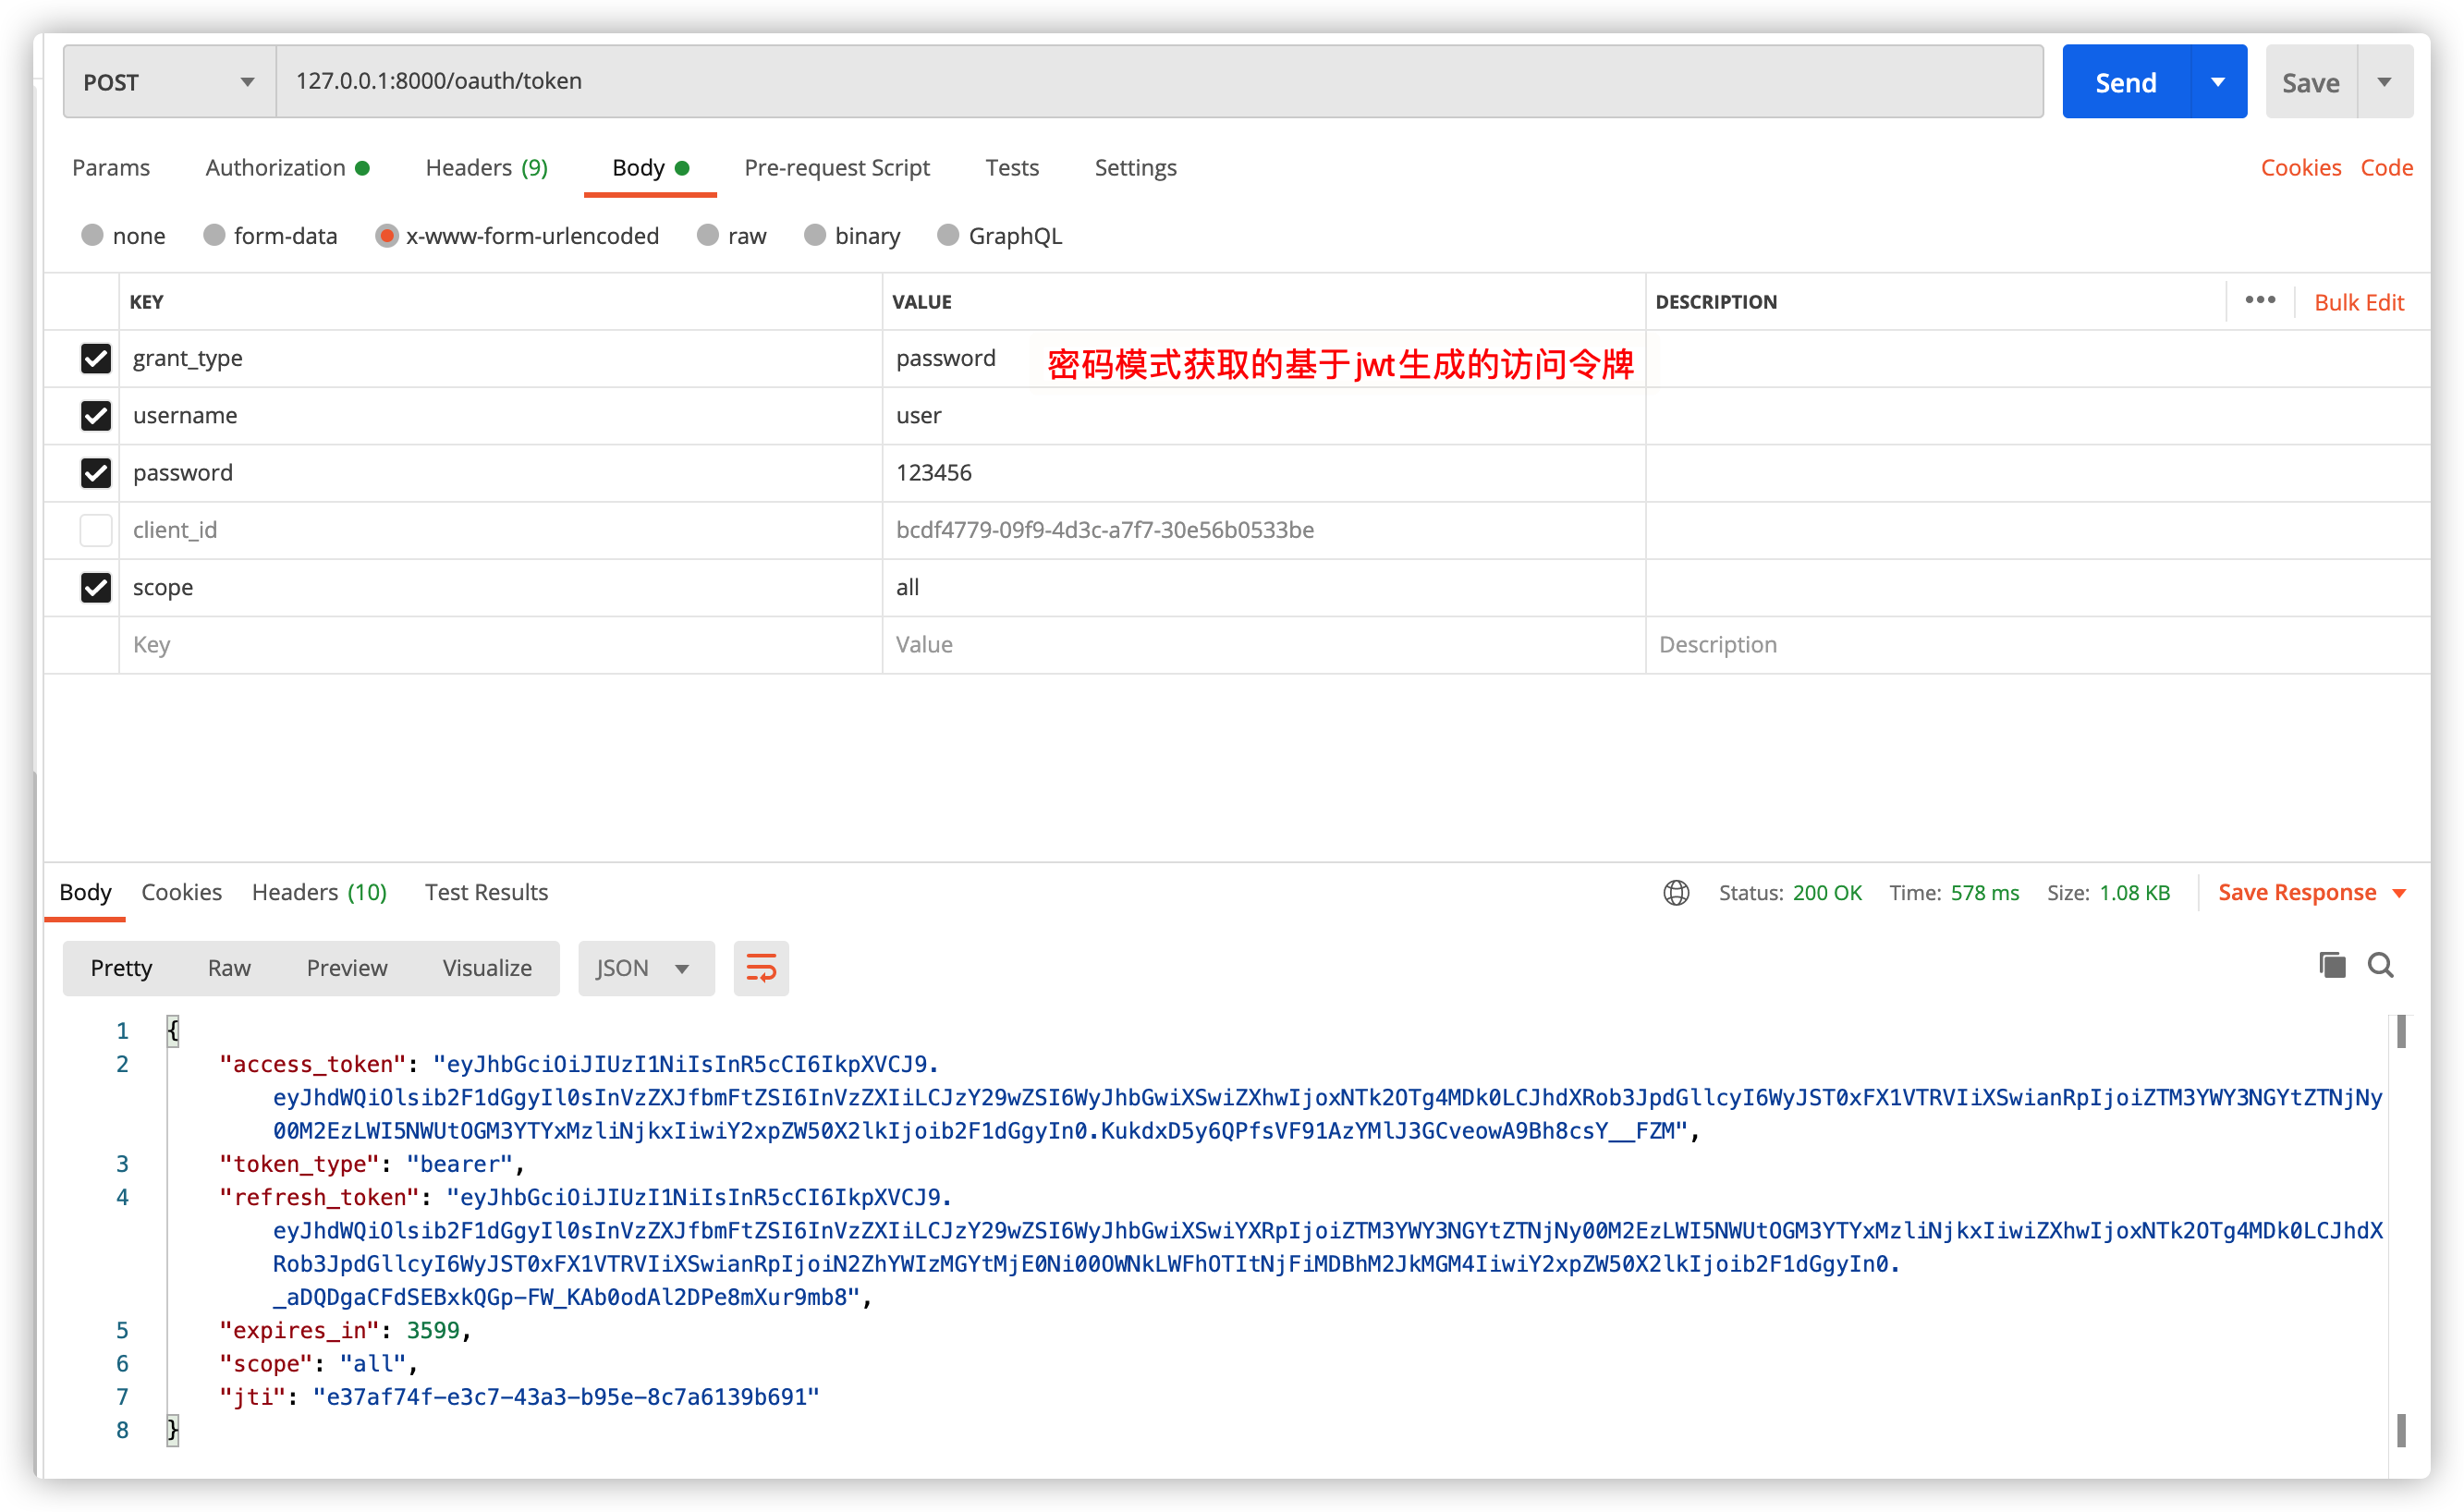 POST 127.0.0.1:8000/oauth/token Send Save
Params Authorization Headers (9) Body Pre-request Script Tests Settings Cookies Code
none form-data x-www-form-urlencoded raw binary GraphQL
KEY VALUE DESCRIPTION ••• Bulk Edit
grant_type password 密码模式获取的基于jwt生成的访问令牌
username user
password 123456
client_id bcdf4779-09f9-4d3c-a7f7-30e56b0533be
scope all
Key Value Description
Body Cookies Headers (10) Test Results Status: 200 OK Time: 578 ms Size: 1.08 KB Save Response
Pretty Raw Preview Visualize JSON
1 {
2 "access_token": "eyJhbGciOiJIUzI1NiIsInR5cCI6IkpXVCJ9.
eyJhdWQiOlsib2F1dGgyIl0sInVzZXJfbmFtZSI6InVzZXIiLCJzY29wZSI6WyJhbGwiXSwiZXhwIjoxNTk2OTg4MDk0LCJhdXRob3JpdGllcyI6WyJST0xFX1VTRVIiXSwianRpIjoiZTM3YWY3NGYtZTNjNy
00M2EzLWI5NWUtOGM3YTYxMzliNjkxIiwiY2xpZW50X2lkIjoib2F1dGgyIn0.KukdxD5y6QPfsVF91AzYMlJ3GCveowA9Bh8csY__FZM",
3 "token_type": "bearer",
4 "refresh_token": "eyJhbGciOiJIUzI1NiIsInR5cCI6IkpXVCJ9.
eyJhdWQiOlsib2F1dGgyIl0sInVzZXJfbmFtZSI6InVzZXIiLCJzY29wZSI6WyJhbGwiXSwiYXRpIjoiZTM3YWY3NGYtZTNjNy00M2EzLWI5NWUtOGM3YTYxMzliNjkxIiwiZXhwIjoxNTk2OTg4MDk0LCJhdX
Rob3JpdGllcyI6WyJST0xFX1VTRVIiXSwianRpIjoiN2ZhYWIzMGYtMjE0Ni00OWNkLWFhOTItNjFiMDBhM2JkMGM4IiwiY2xpZW50X2lkIjoib2F1dGgyIn0.
_aDQDgaCFdSEBxkQGp-FW_KAb0odAl2DPe8mXur9mb8",
5 "expires_in": 3599,
6 "scope": "all",
7 "jti": "e37af74f-e3c7-43a3-b95e-8c7a6139b691"
8 }